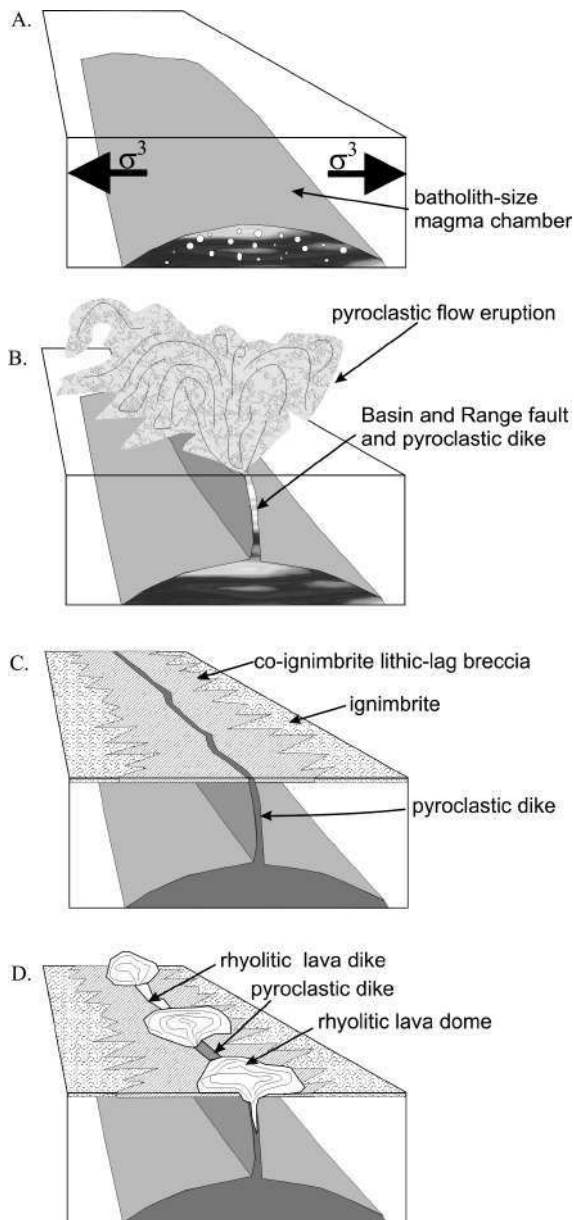 A.
σ³
σ³
batholith-size
magma chamber
B.
pyroclastic flow eruption
Basin and Range fault
and pyroclastic dike
C.
co-ignimbrite lithic-lag breccia
ignimbrite
pyroclastic dike
D.
rhyolitic lava dike
pyroclastic dike
rhyolitic lava dome